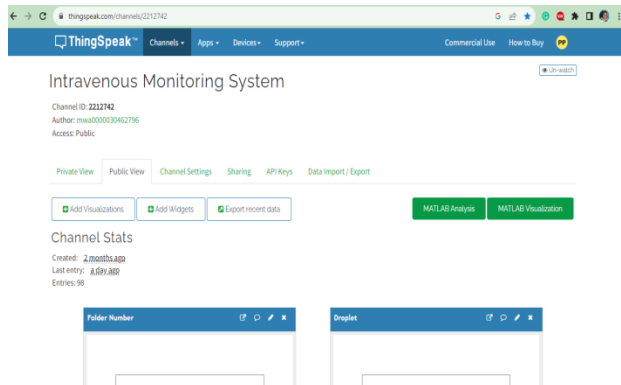 thingspeak.com/channels/2212742
ThingSpeak™ Channels Apps Devices Support Commercial Use How to Buy PP
Intravenous Monitoring System
Un-watch
Channel ID: 2212742
Author: mwa0000030462796
Access: Public
Private View Public View Channel Settings Sharing API Keys Data Import / Export
Add Visualizations Add Widgets Export recent data MATLAB Analysis MATLAB Visualization
Channel Stats
Created: 2 months ago
Last entry: a day ago
Entries: 98
Folder Number Droplet